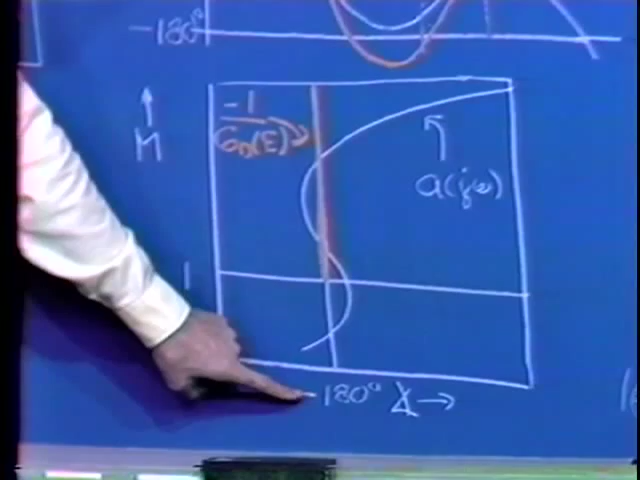 -180°
-1
G_D(E)
M
a(jω)
1
-180° ∡ →